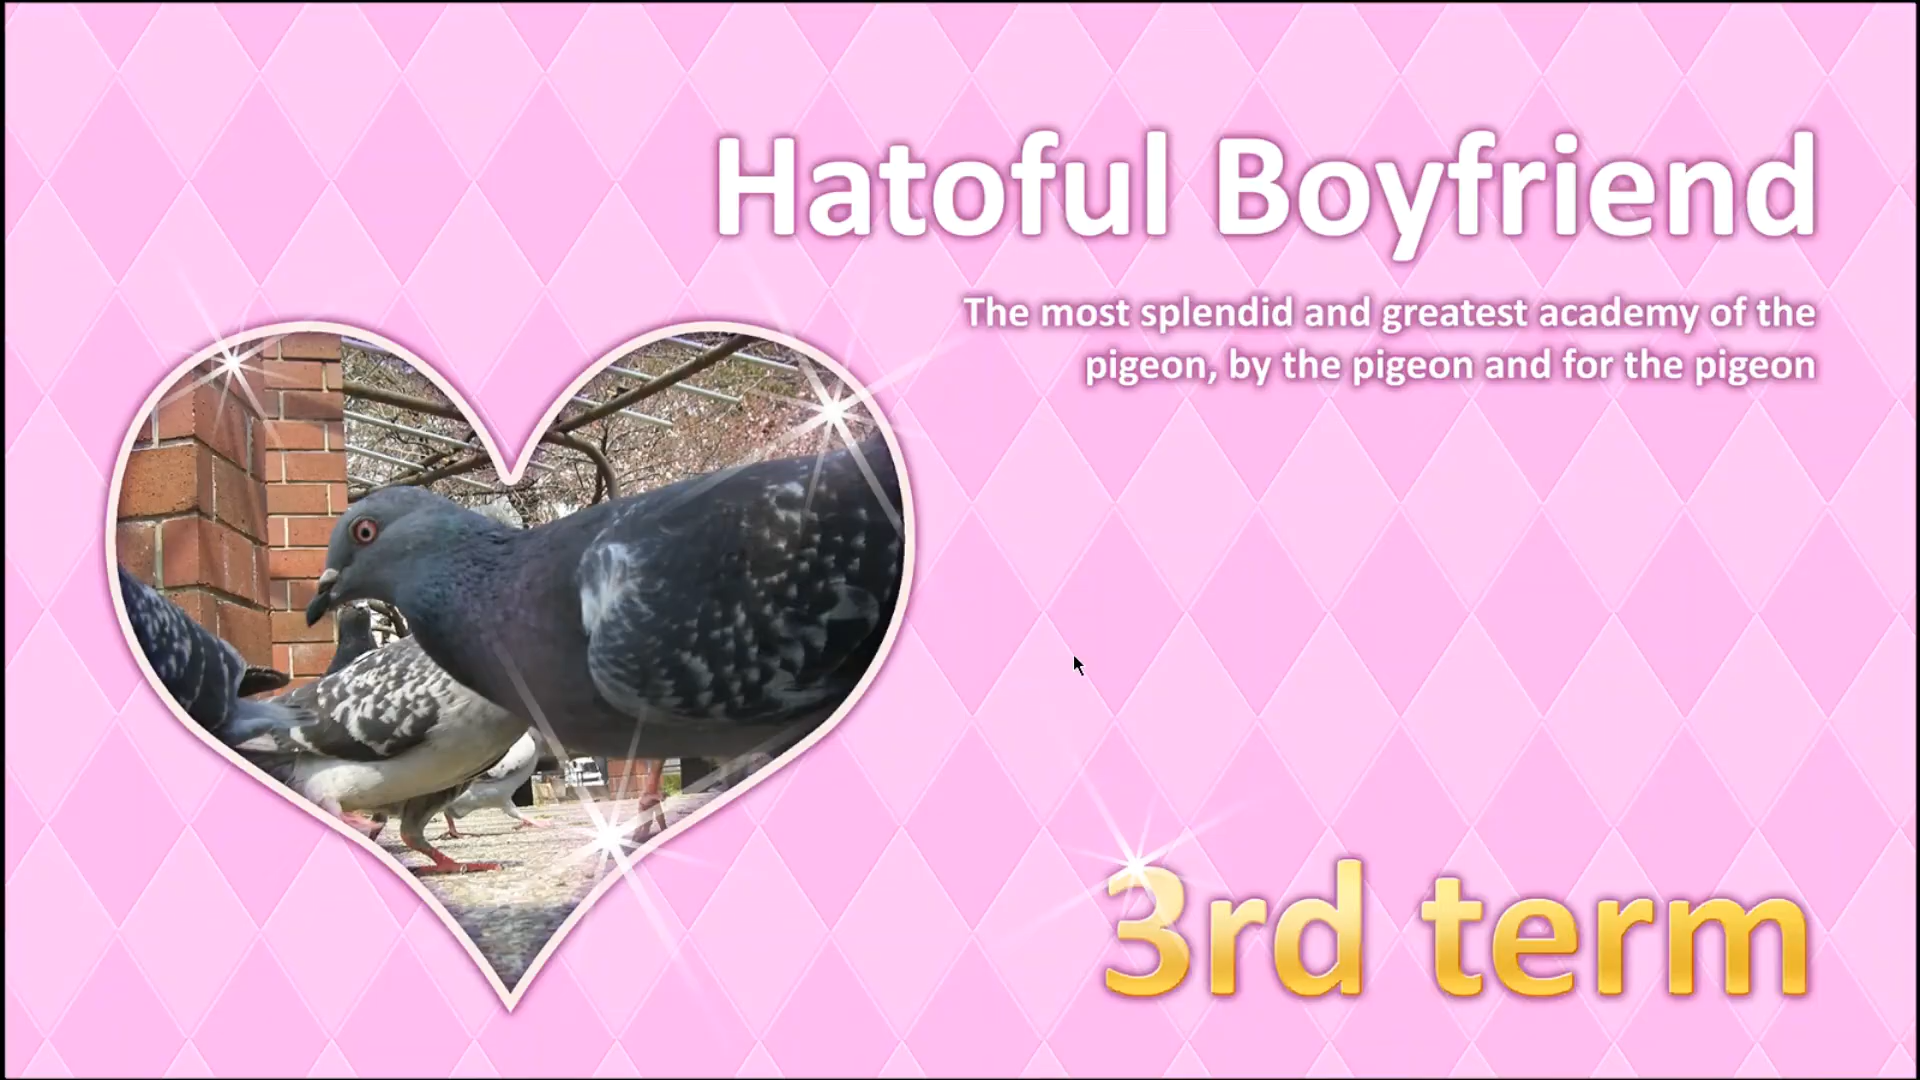 Hatoful Boyfriend
The most splendid and greatest academy of the
pigeon, by the pigeon and for the pigeon
3rd term